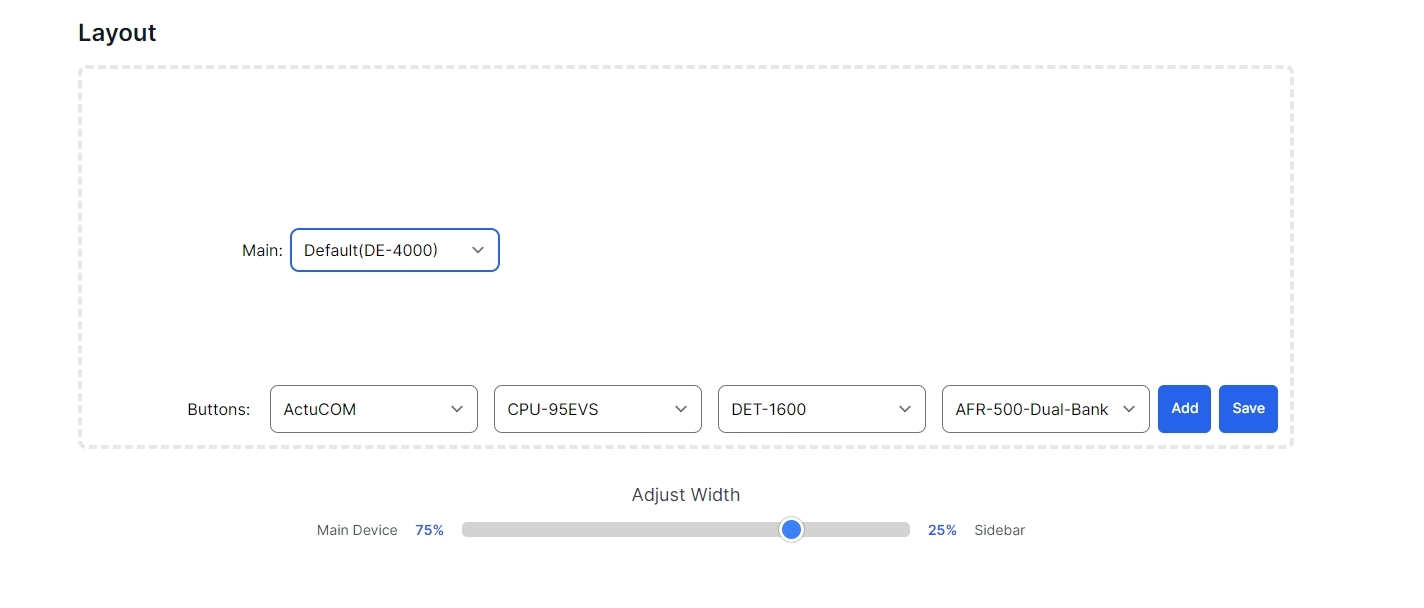 Layout
Main: Default(DE-4000)
Buttons: ActuCOM CPU-95EVS DET-1600 AFR-500-Dual-Bank Add Save
Adjust Width
Main Device 75% 25% Sidebar